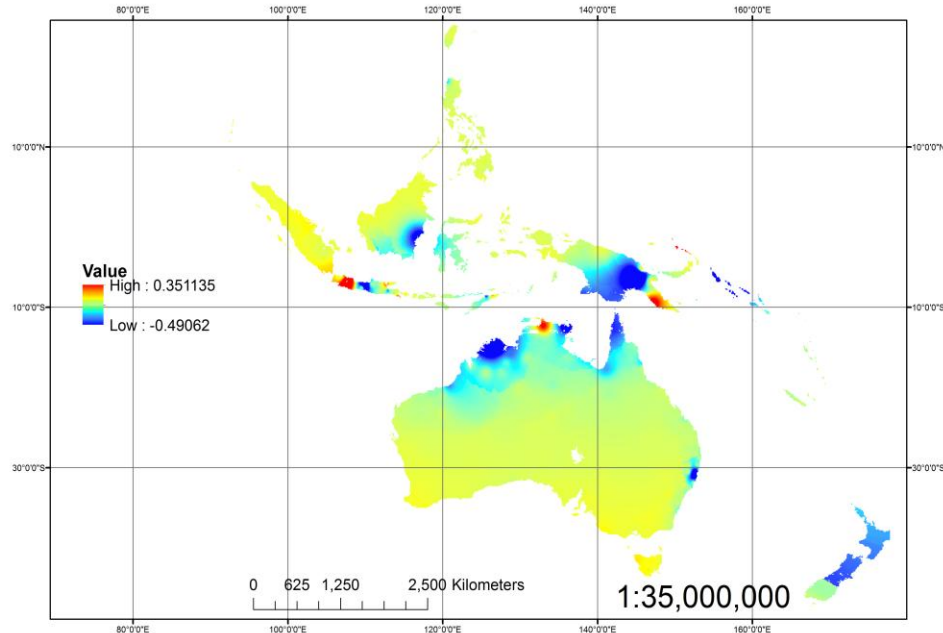 80°0'0"E 100°0'0"E 120°0'0"E 140°0'0"E 160°0'0"E
10°0'0"N 10°0'0"N
Value
High : 0.351135
Low : -0.49062
10°0'0"S 10°0'0"S
30°0'0"S 30°0'0"S
0 625 1,250 2,500 Kilometers
1:35,000,000
80°0'0"E 100°0'0"E 120°0'0"E 140°0'0"E 160°0'0"E